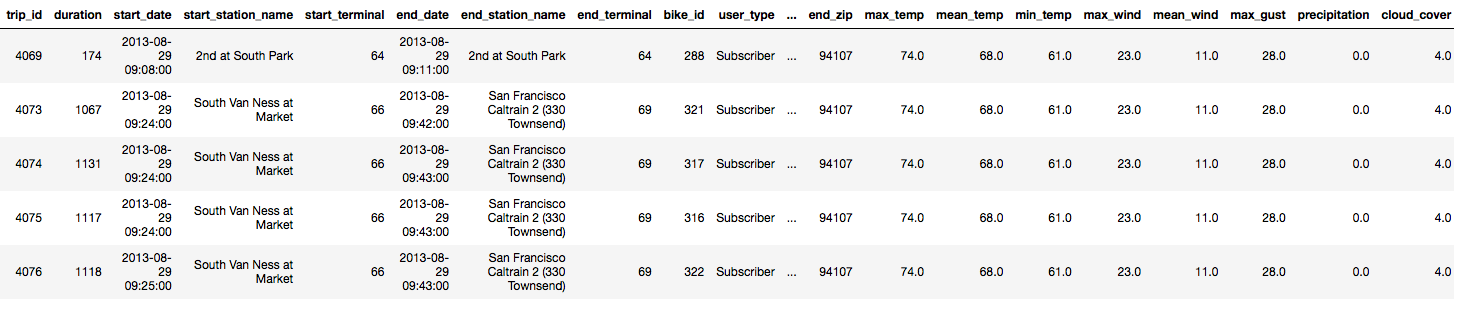 trip_id duration start_date start_station_name start_terminal end_date end_station_name end_terminal bike_id user_type ... end_zip max_temp mean_temp min_temp max_wind mean_wind max_gust precipitation cloud_cover
2013-08- 2013-08-
4069 174 29 2nd at South Park 64 29 2nd at South Park 64 288 Subscriber ... 94107 74.0 68.0 61.0 23.0 11.0 28.0 0.0 4.0
09:08:00 09:11:00
2013-08- South Van Ness at 2013-08- San Francisco
4073 1067 29 Market 66 29 Caltrain 2 (330 69 321 Subscriber ... 94107 74.0 68.0 61.0 23.0 11.0 28.0 0.0 4.0
09:24:00 09:42:00 Townsend)
2013-08- South Van Ness at 2013-08- San Francisco
4074 1131 29 Market 66 29 Caltrain 2 (330 69 317 Subscriber ... 94107 74.0 68.0 61.0 23.0 11.0 28.0 0.0 4.0
09:24:00 09:43:00 Townsend)
2013-08- South Van Ness at 2013-08- San Francisco
4075 1117 29 Market 66 29 Caltrain 2 (330 69 316 Subscriber ... 94107 74.0 68.0 61.0 23.0 11.0 28.0 0.0 4.0
09:24:00 09:43:00 Townsend)
2013-08- South Van Ness at 2013-08- San Francisco
4076 1118 29 Market 66 29 Caltrain 2 (330 69 322 Subscriber ... 94107 74.0 68.0 61.0 23.0 11.0 28.0 0.0 4.0
09:25:00 09:43:00 Townsend)